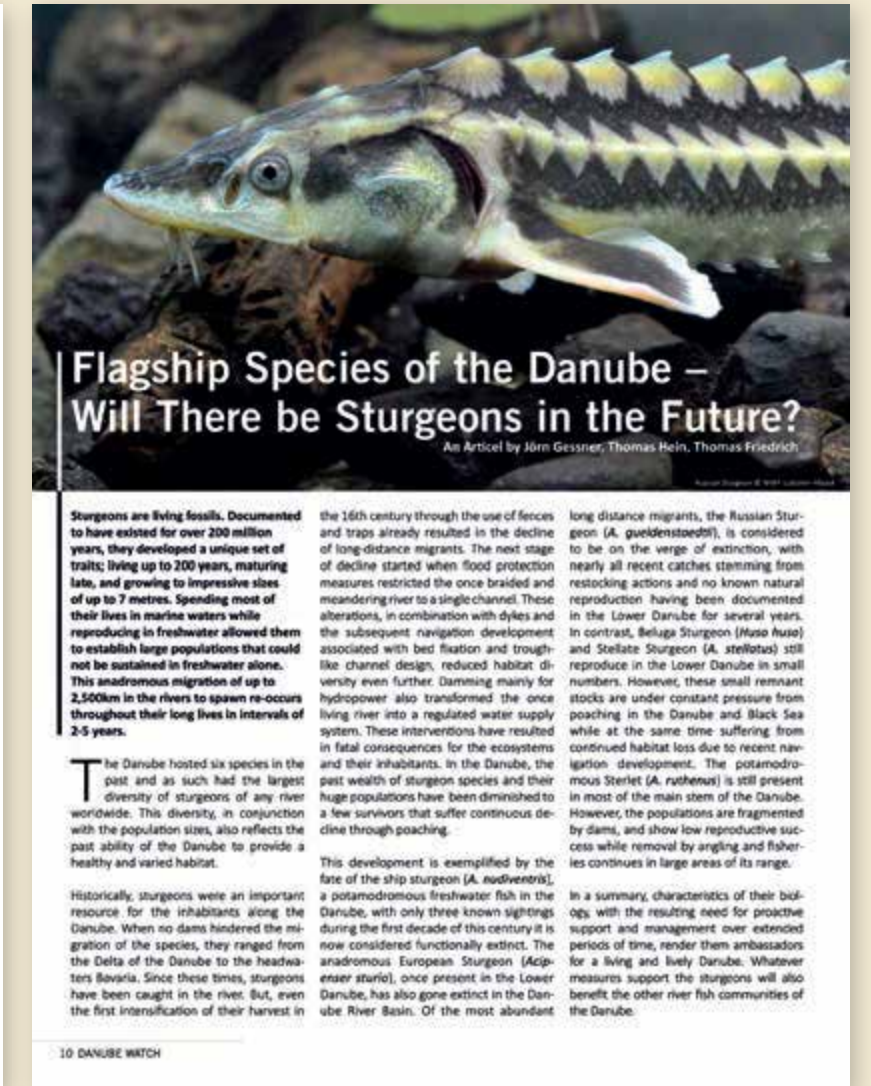 Flagship Species of the Danube –
Will There be Sturgeons in the Future?
An Articel by Jörn Gessner, Thomas Hein, Thomas Friedrich
Sturgeons are living fossils. Documented
to have existed for over 200 million
years, they developed a unique set of
traits; living up to 200 years, maturing
late, and growing to impressive sizes
of up to 7 metres. Spending most of
their lives in marine waters while
reproducing in freshwater allowed them
to establish large populations that could
not be sustained in freshwater alone.
This anadromous migration of up to
2,500km in the rivers to spawn re-occurs
throughout their long lives in intervals of
2-5 years.
The Danube hosted six species in the
past and as such had the largest
diversity of sturgeons of any river
worldwide. This diversity, in conjunction
with the population sizes, also reflects the
past ability of the Danube to provide a
healthy and varied habitat.
Historically, sturgeons were an important
resource for the inhabitants along the
Danube. When no dams hindered the mi-
gration of the species, they ranged from
the Delta of the Danube to the headwa-
ters Bavaria. Since these times, sturgeons
have been caught in the river. But, even
the first intensification of their harvest in
the 16th century through the use of fences
and traps already resulted in the decline
of long-distance migrants. The next stage
of decline started when flood protection
measures restricted the once braided and
meandering river to a single channel. These
alterations, in combination with dykes and
the subsequent navigation development
associated with bed fixation and trough-
like channel design, reduced habitat di-
versity even further. Damming mainly for
hydropower also transformed the once
living river into a regulated water supply
system. These interventions have resulted
in fatal consequences for the ecosystems
and their inhabitants. In the Danube, the
past wealth of sturgeon species and their
huge populations have been diminished to
a few survivors that suffer continuous de-
cline through poaching.
This development is exemplified by the
fate of the ship sturgeon (A. nudiventris),
a potamodromous freshwater fish in the
Danube, with only three known sightings
during the first decade of this century it is
now considered functionally extinct. The
anadromous European Sturgeon (Acip-
enser sturio), once present in the Lower
Danube, has also gone extinct in the Dan-
ube River Basin. Of the most abundant
long distance migrants, the Russian Stur-
geon (A. gueldenstaedtii), is considered
to be on the verge of extinction, with
nearly all recent catches stemming from
restocking actions and no known natural
reproduction having been documented
in the Lower Danube for several years.
In contrast, Beluga Sturgeon (Huso huso)
and Stellate Sturgeon (A. stellatus) still
reproduce in the Lower Danube in small
numbers. However, these small remnant
stocks are under constant pressure from
poaching in the Danube and Black Sea
while at the same time suffering from
continued habitat loss due to recent nav-
igation development. The potamodro-
mous Sterlet (A. ruthenus) is still present
in most of the main stem of the Danube.
However, the populations are fragmented
by dams, and show low reproductive suc-
cess while removal by angling and fisher-
ies continues in large areas of its range.
In a summary, characteristics of their biol-
ogy, with the resulting need for proactive
support and management over extended
periods of time, render them ambassadors
for a living and lively Danube. Whatever
measures support the sturgeons will also
benefit the other river fish communities of
the Danube.
10 DANUBE WATCH